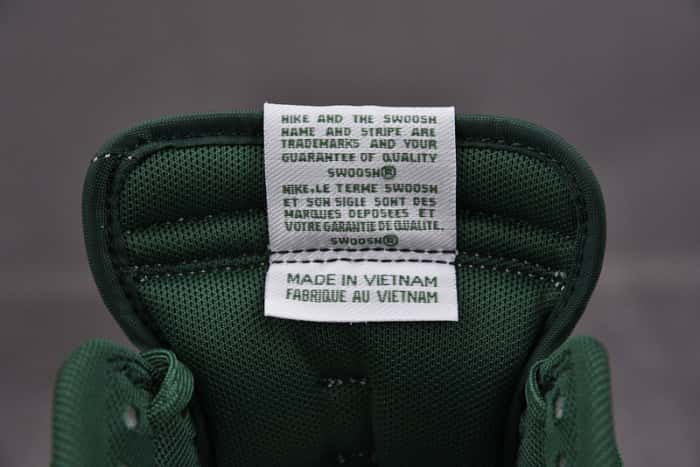 NIKE AND THE SWOOSH
NAME AND STRIPE ARE
TRADEMARKS AND YOUR
GUARANTEE OF QUALITY
SWOOSH®
NIKE, LE TERME SWOOSH
ET SON SIGLE SONT DES
MARQUES DEPOSEES ET
VOTRE GARANTIE DE QUALITE.
SWOOSH®
MADE IN VIETNAM
FABRIQUE AU VIETNAM